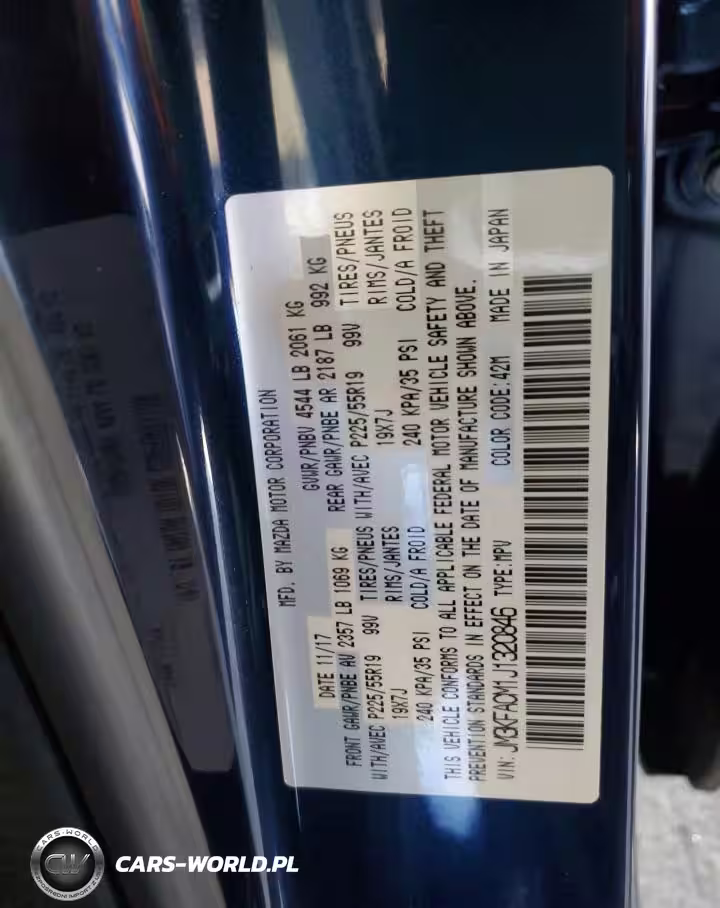 MFD. BY MAZDA MOTOR CORPORATION
DATE 11/17 GVWR/PNBV 4544 LB 2061 KG
FRONT GAWR/PNBE AV 2357 LB 1069 KG REAR GAWR/PNBE AR 2187 LB 992 KG
WITH/AVEC P225/55R19 99V TIRES/PNEUS WITH/AVEC P225/55R19 99V TIRES/PNEUS
19X7J RIMS/JANTES 19X7J RIMS/JANTES
240 KPA/35 PSI COLD/A FROID 240 KPA/35 PSI COLD/A FROID
THIS VEHICLE CONFORMS TO ALL APPLICABLE FEDERAL MOTOR VEHICLE SAFETY AND THEFT
PREVENTION STANDARDS IN EFFECT ON THE DATE OF MANUFACTURE SHOWN ABOVE.
VIN: JM3KFACM1J1320846 TYPE:MPV COLOR CODE:42M MADE IN JAPAN
CARS-WORLD
CW
CARS-WORLD.PL